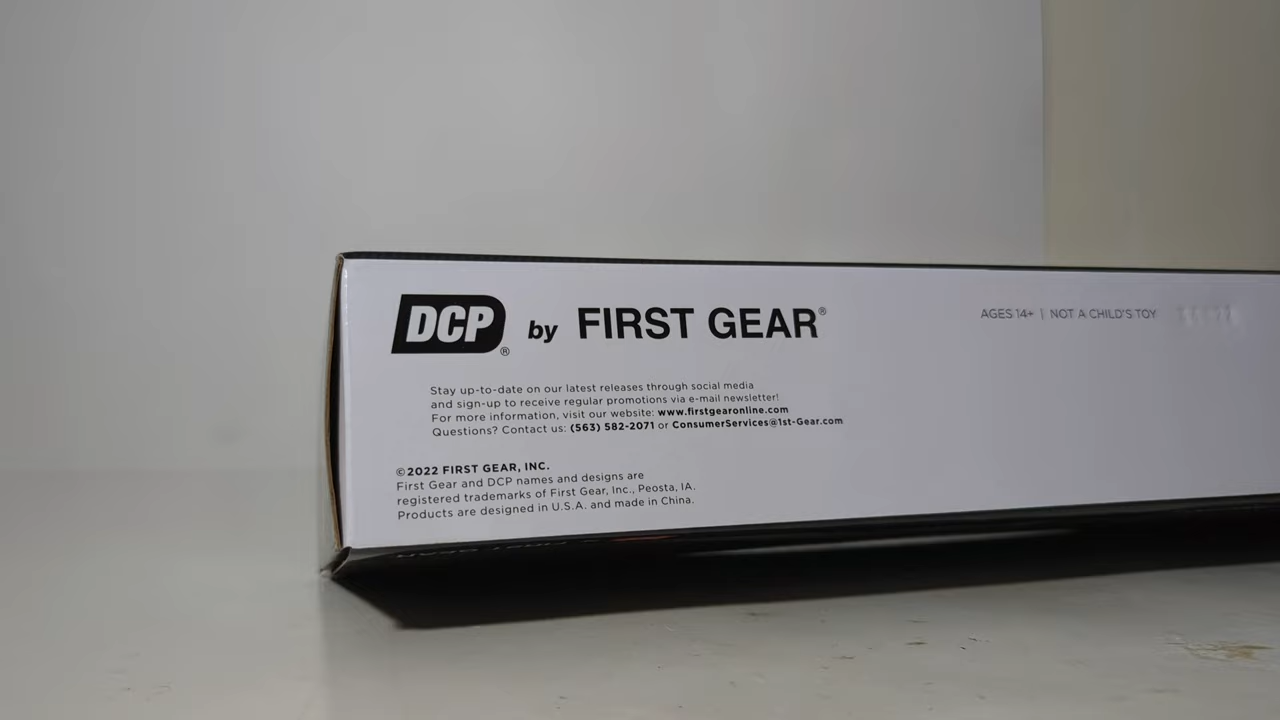 DCP® by FIRST GEAR®
AGES 14+ | NOT A CHILD'S TOY
Stay up-to-date on our latest releases through social media
and sign-up to receive regular promotions via e-mail newsletter!
For more information, visit our website: www.firstgearonline.com
Questions? Contact us: (563) 582-2071 or ConsumerServices@1st-Gear.com
©2022 FIRST GEAR, INC.
First Gear and DCP names and designs are
registered trademarks of First Gear, Inc., Peosta, IA.
Products are designed in U.S.A. and made in China.